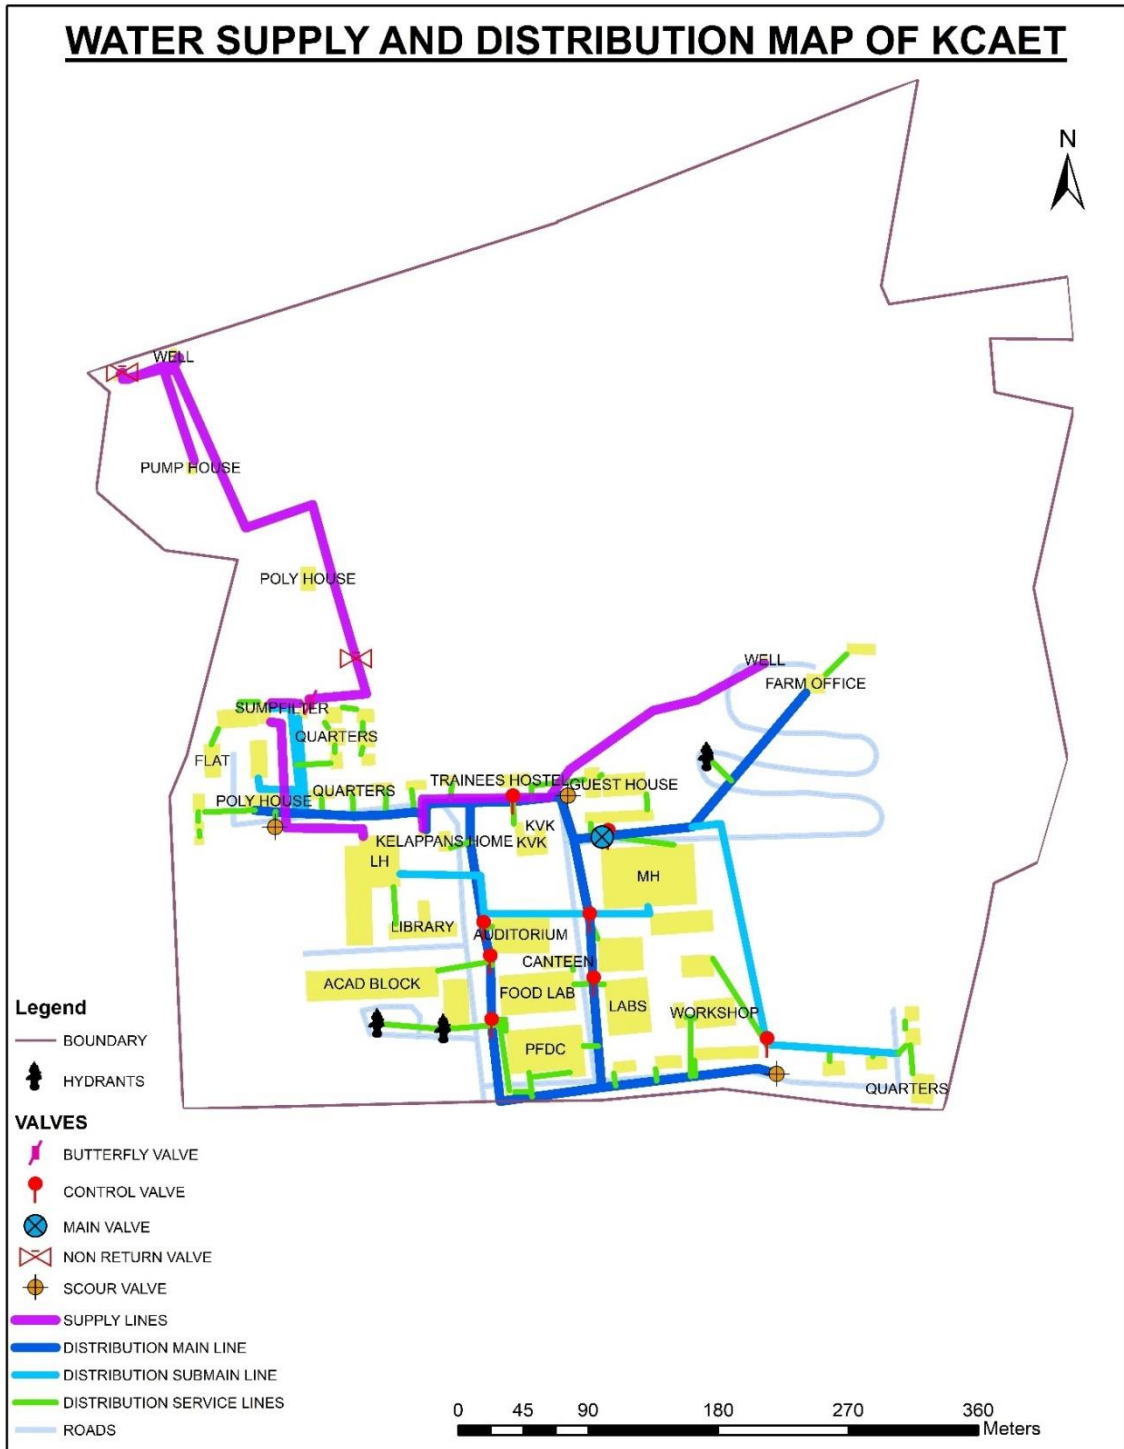 WATER SUPPLY AND DISTRIBUTION MAP OF KCAET
N
WELL
PUMP HOUSE
POLY HOUSE
WELL
FARM OFFICE
SUMPFILTER
QUARTERS
FLAT
TRAINEES HOSTEL
GUEST HOUSE
QUARTERS
POLY HOUSE
KVK
KELAPPANS HOME
KVK
LH
MH
LIBRARY
AUDITORIUM
CANTEEN
ACAD BLOCK
FOOD LAB
LABS
WORKSHOP
PFDC
QUARTERS
Legend
BOUNDARY
HYDRANTS
VALVES
BUTTERFLY VALVE
CONTROL VALVE
MAIN VALVE
NON RETURN VALVE
SCOUR VALVE
SUPPLY LINES
DISTRIBUTION MAIN LINE
DISTRIBUTION SUBMAIN LINE
DISTRIBUTION SERVICE LINES
ROADS
0 45 90 180 270 360
Meters